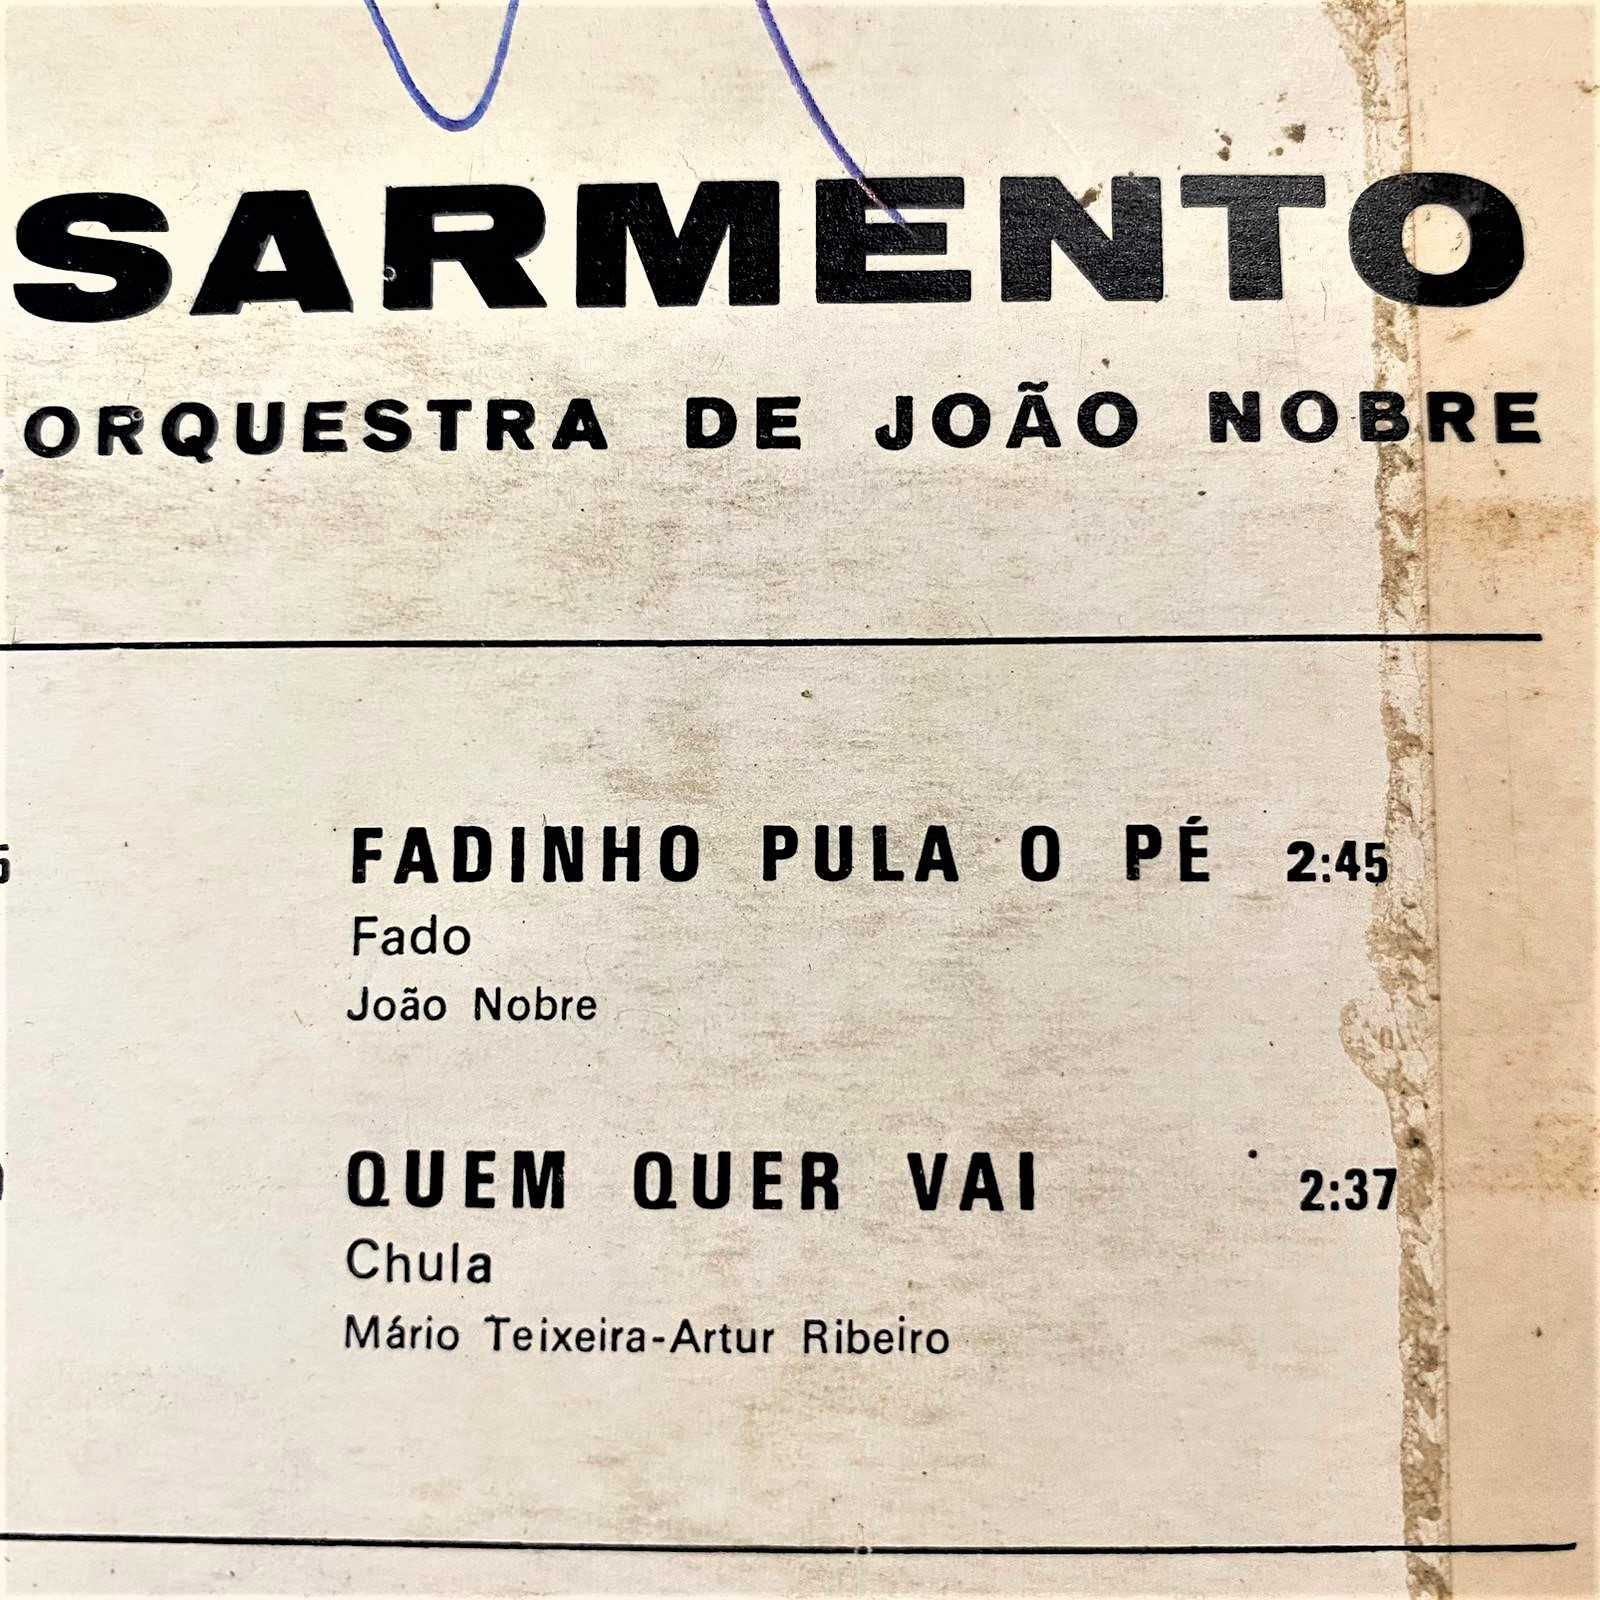 SARMENTO
ORQUESTRA DE JOÃO NOBRE
FADINHO PULA O PÉ 2:45
Fado
João Nobre
QUEM QUER VAI 2:37
Chula
Mário Teixeira-Artur Ribeiro